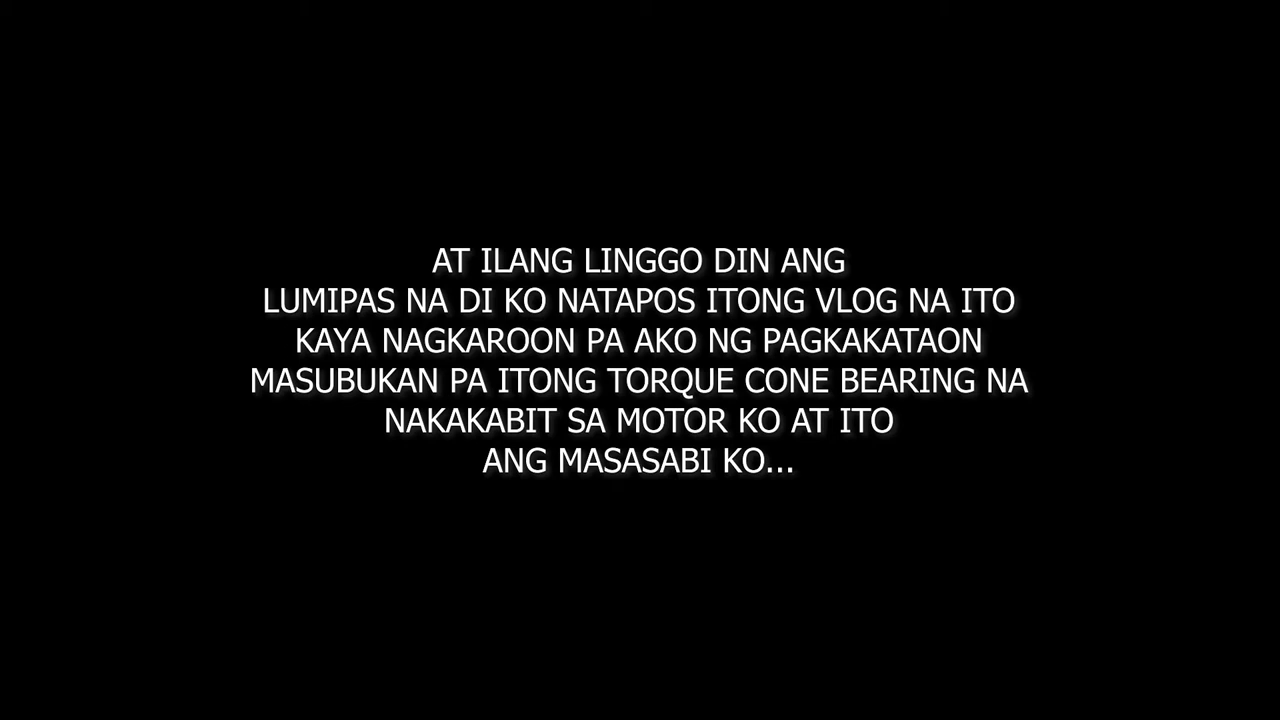 AT ILANG LINGGO DIN ANG
LUMIPAS NA DI KO NATAPOS ITONG VLOG NA ITO
KAYA NAGKAROON PA AKO NG PAGKAKATAON
MASUBUKAN PA ITONG TORQUE CONE BEARING NA
NAKAKABIT SA MOTOR KO AT ITO
ANG MASASABI KO...